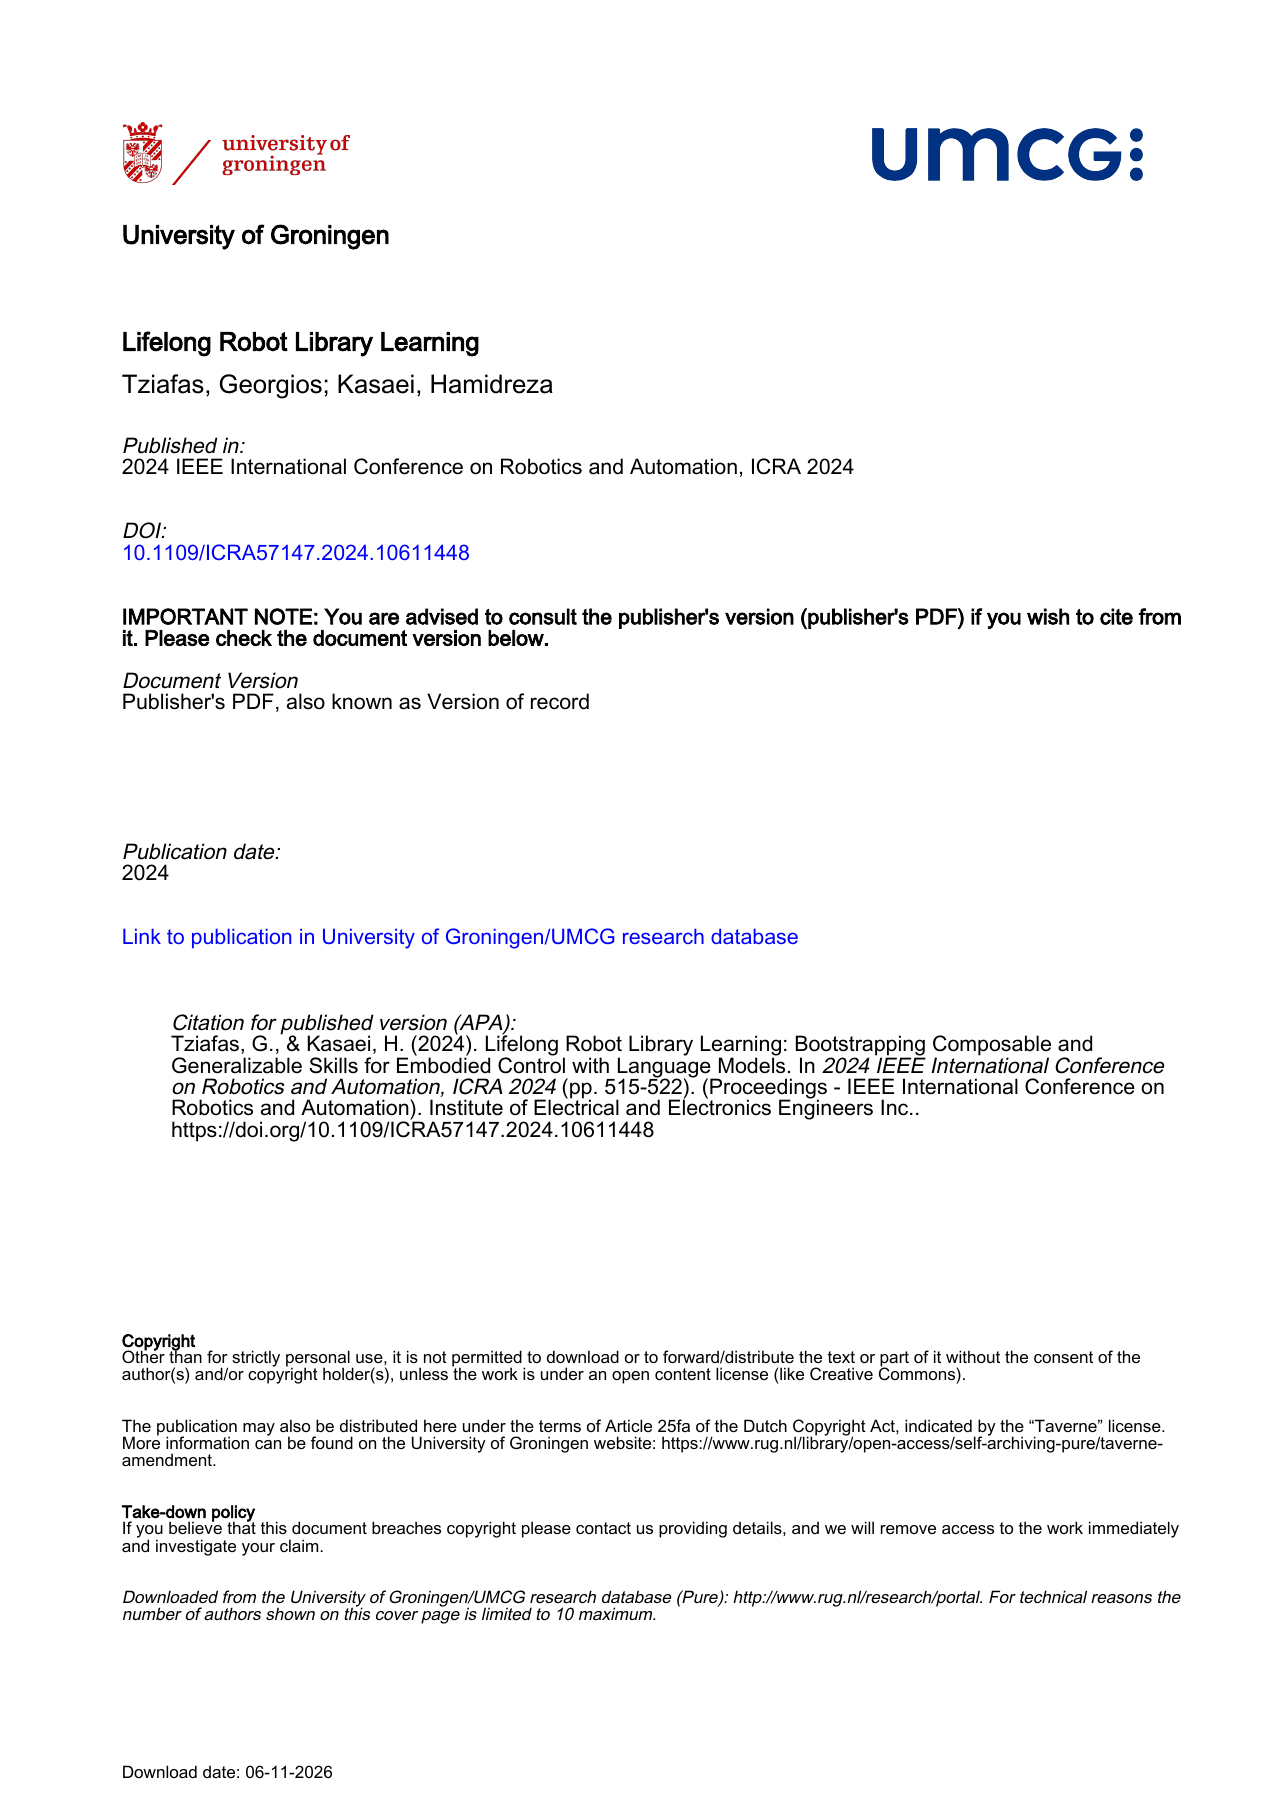 university of
groningen
umcg
University of Groningen
Lifelong Robot Library Learning
Tziafas, Georgios; Kasaei, Hamidreza
Published in:
2024 IEEE International Conference on Robotics and Automation, ICRA 2024
DOI:
10.1109/ICRA57147.2024.10611448
IMPORTANT NOTE: You are advised to consult the publisher's version (publisher's PDF) if you wish to cite from
it. Please check the document version below.
Document Version
Publisher's PDF, also known as Version of record
Publication date:
2024
Link to publication in University of Groningen/UMCG research database
Citation for published version (APA):
Tziafas, G., & Kasaei, H. (2024). Lifelong Robot Library Learning: Bootstrapping Composable and
Generalizable Skills for Embodied Control with Language Models. In 2024 IEEE International Conference
on Robotics and Automation, ICRA 2024 (pp. 515-522). (Proceedings - IEEE International Conference on
Robotics and Automation). Institute of Electrical and Electronics Engineers Inc..
https://doi.org/10.1109/ICRA57147.2024.10611448
Copyright
Other than for strictly personal use, it is not permitted to download or to forward/distribute the text or part of it without the consent of the
author(s) and/or copyright holder(s), unless the work is under an open content license (like Creative Commons).
The publication may also be distributed here under the terms of Article 25fa of the Dutch Copyright Act, indicated by the “Taverne” license.
More information can be found on the University of Groningen website: https://www.rug.nl/library/open-access/self-archiving-pure/taverne-
amendment.
Take-down policy
If you believe that this document breaches copyright please contact us providing details, and we will remove access to the work immediately
and investigate your claim.
Downloaded from the University of Groningen/UMCG research database (Pure): http://www.rug.nl/research/portal. For technical reasons the
number of authors shown on this cover page is limited to 10 maximum.
Download date: 06-11-2026